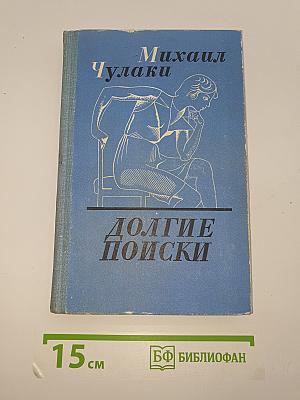 Михаил
Чулаки
ДОЛГИЕ
ПОИСКИ
15 см
БФ БИБЛИОФАН